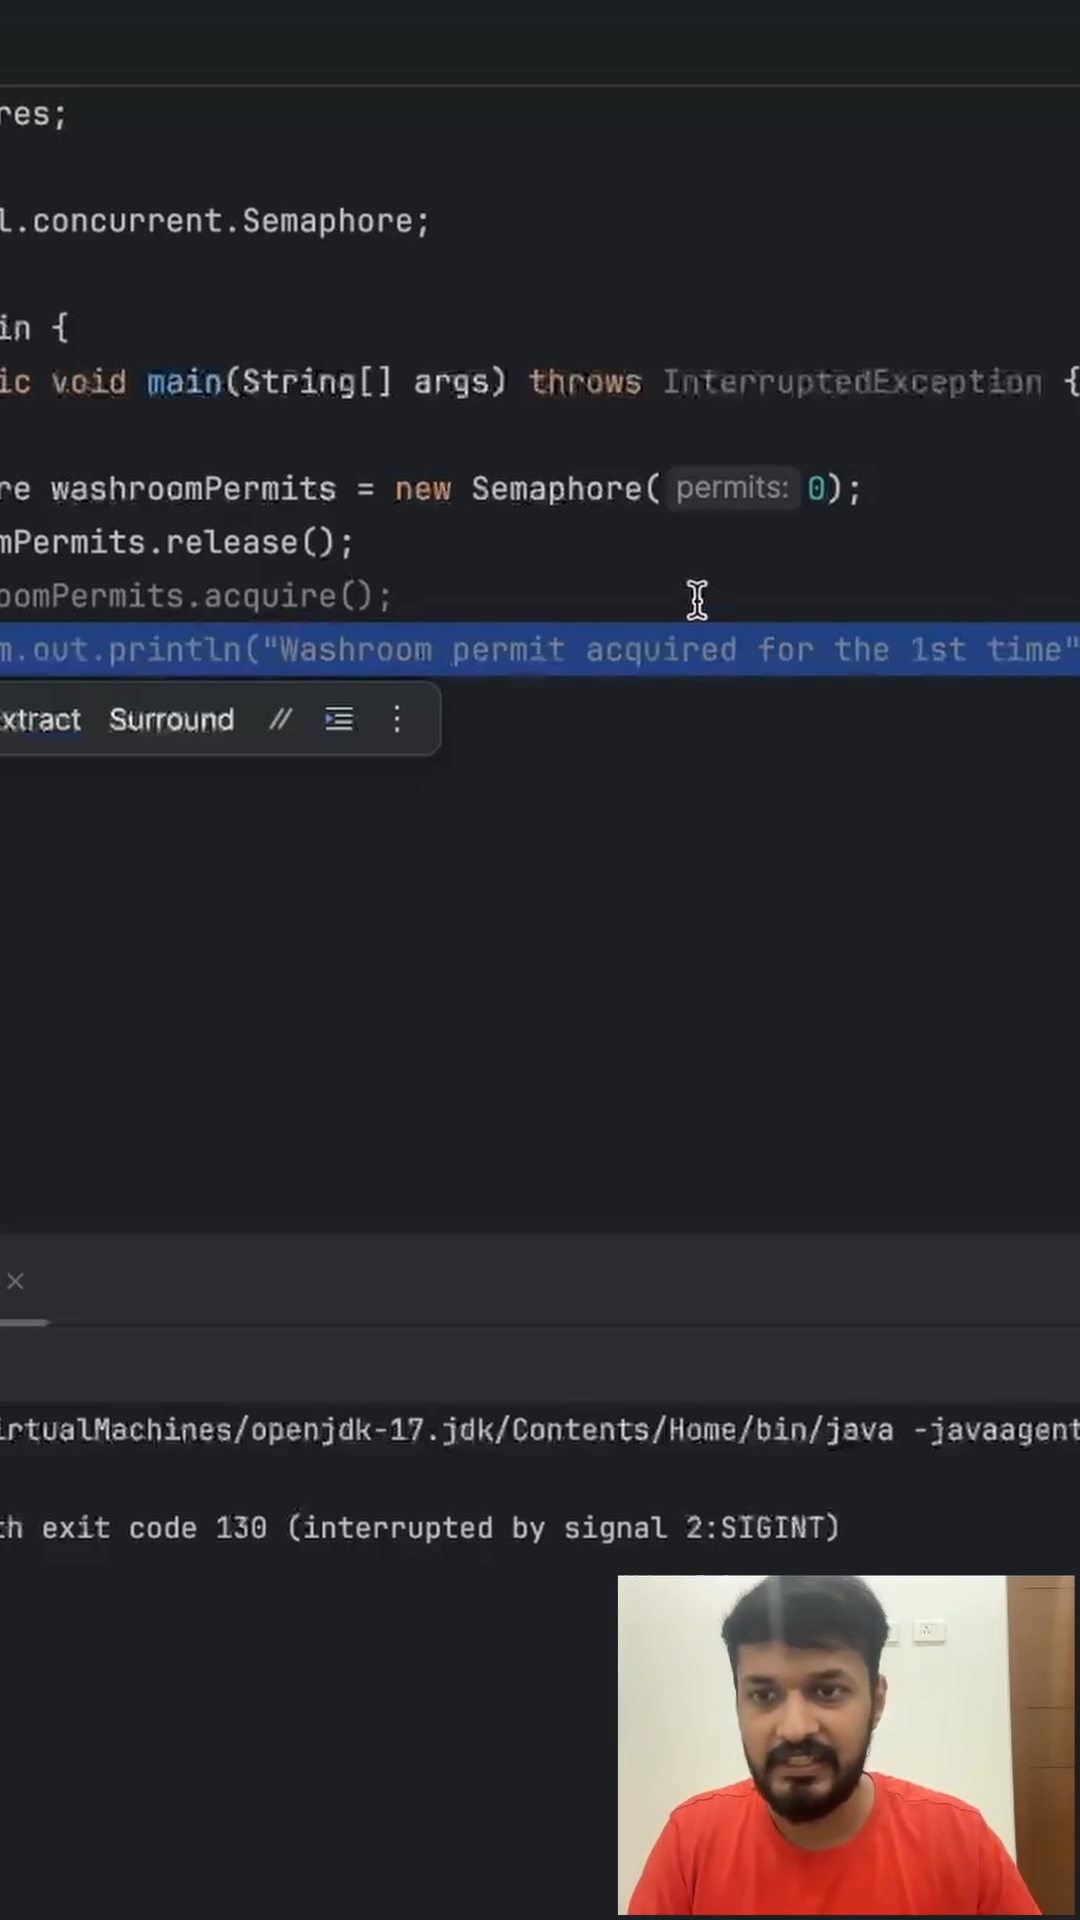 res;
l.concurrent.Semaphore;
in {
ic void main(String[] args) throws InterruptedException {
re washroomPermits = new Semaphore( permits: 0);
mPermits.release();
oomPermits.acquire();
m.out.println("Washroom permit acquired for the 1st time"
xtract Surround //
irtualMachines/openjdk-17.jdk/Contents/Home/bin/java -javaagent
th exit code 130 (interrupted by signal 2:SIGINT)